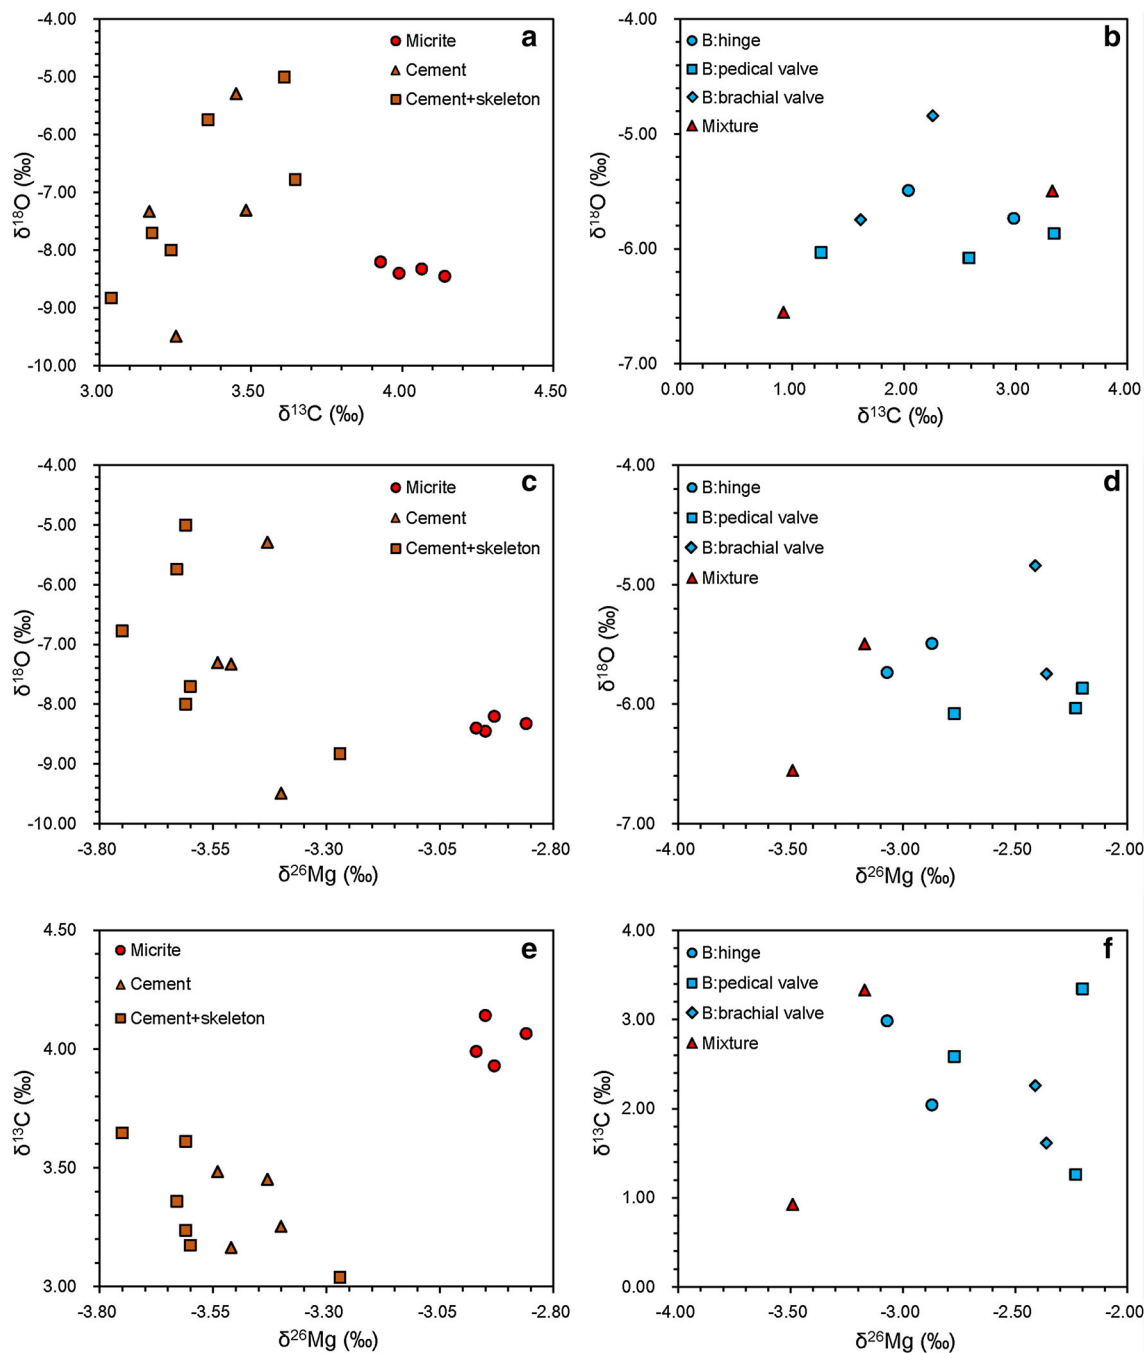 a
Micrite
Cement
Cement+skeleton
-4.00
-5.00
-6.00
-7.00
-8.00
-9.00
-10.00
δ18O (‰)
3.00 3.50 4.00 4.50
δ13C (‰)
b
B:hinge
B:pedical valve
B:brachial valve
Mixture
-4.00
-5.00
-6.00
-7.00
δ18O (‰)
0.00 1.00 2.00 3.00 4.00
δ13C (‰)
c
Micrite
Cement
Cement+skeleton
-4.00
-5.00
-6.00
-7.00
-8.00
-9.00
-10.00
δ18O (‰)
-3.80 -3.55 -3.30 -3.05 -2.80
δ26Mg (‰)
d
B:hinge
B:pedical valve
B:brachial valve
Mixture
-4.00
-5.00
-6.00
-7.00
δ18O (‰)
-4.00 -3.50 -3.00 -2.50 -2.00
δ26Mg (‰)
e
Micrite
Cement
Cement+skeleton
4.50
4.00
3.50
3.00
δ13C (‰)
-3.80 -3.55 -3.30 -3.05 -2.80
δ26Mg (‰)
f
B:hinge
B:pedical valve
B:brachial valve
Mixture
4.00
3.00
2.00
1.00
0.00
δ13C (‰)
-4.00 -3.50 -3.00 -2.50 -2.00
δ26Mg (‰)